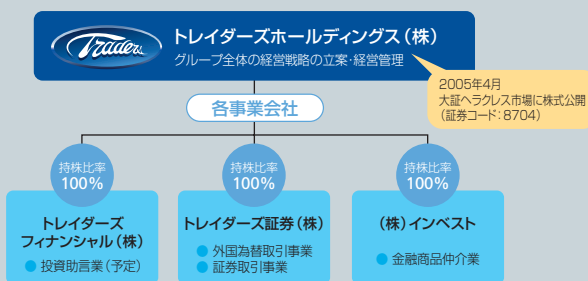 Traders
トレイダーズホールディングス(株)
グループ全体の経営戦略の立案・経営管理
2005年4月
大証ヘラクレス市場に株式公開
(証券コード:8704)
各事業会社
持株比率
100%
持株比率
100%
持株比率
100%
トレイダーズ
フィナンシャル(株)
● 投資助言業(予定)
トレイダーズ証券(株)
● 外国為替取引事業
● 証券取引事業
(株)インベスト
● 金融商品仲介業